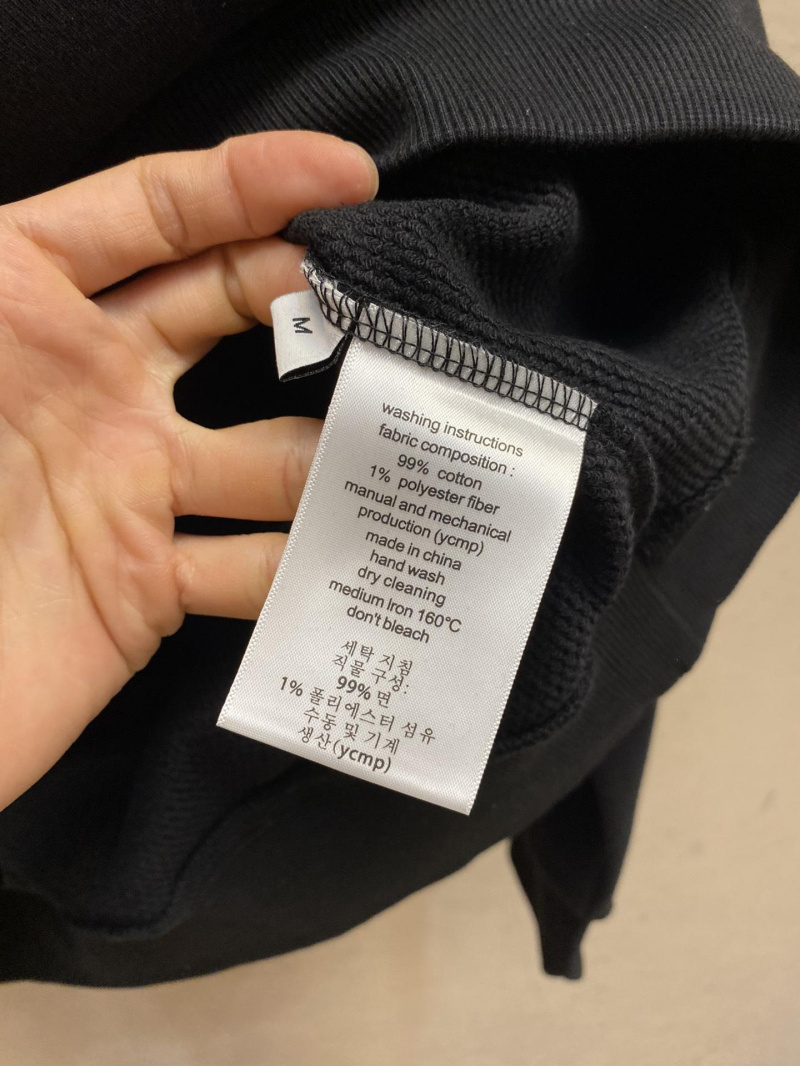 M
washing instructions
fabric composition :
99% cotton
1% polyester fiber
manual and mechanical
production (ycmp)
made in china
hand wash
dry cleaning
medium Iron 160°C
don't bleach
세탁 지침
직물 구성:
99% 면
1% 폴리에스터 섬유
수동 및 기계
생산(ycmp)